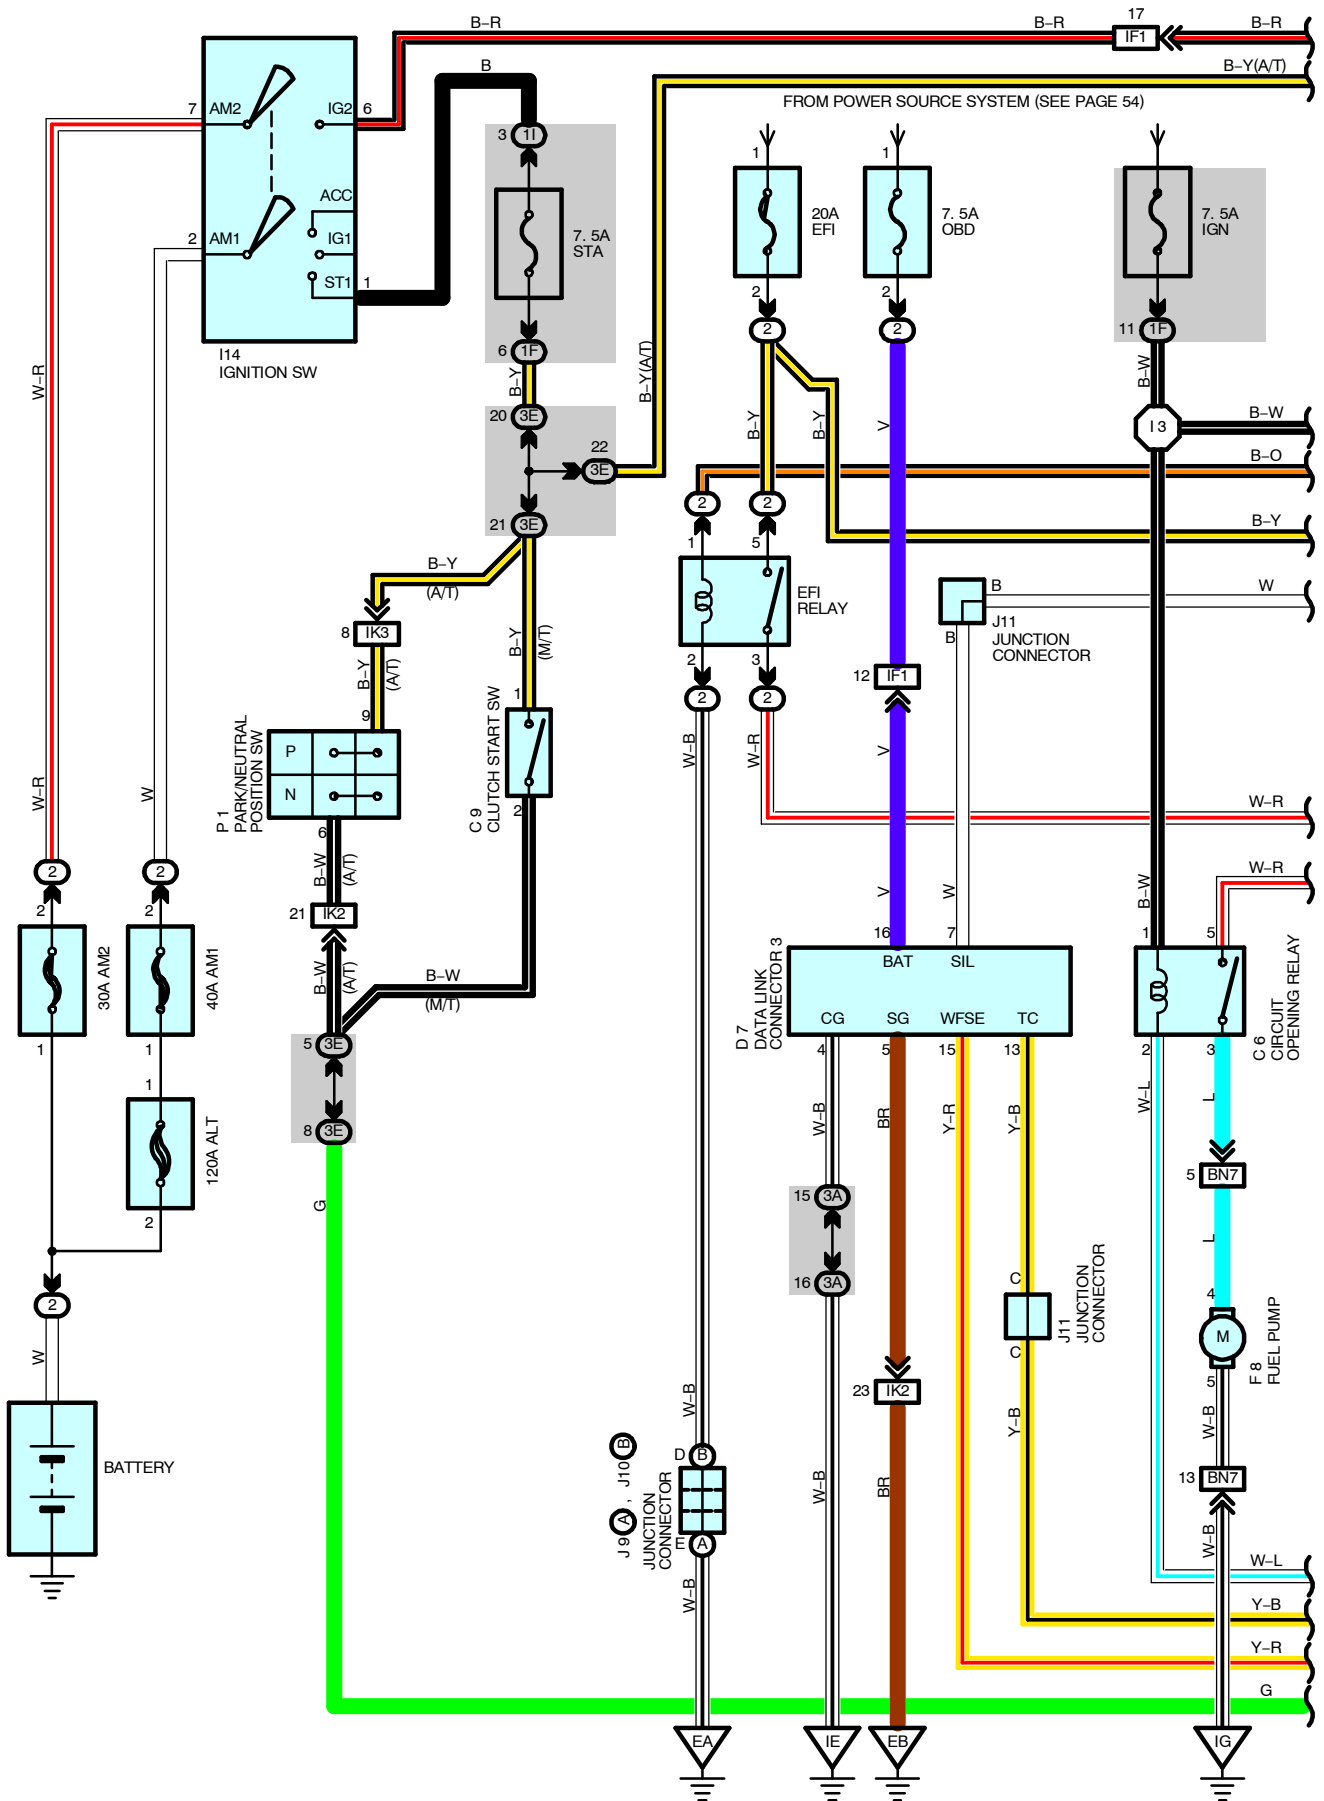 B–R
B–R
17
IF1
B–R
B
B–Y(A/T)
FROM POWER SOURCE SYSTEM (SEE PAGE 54)
7
AM2
IG2
6
3
1I
1
1
ACC
20A
EFI
7. 5A
OBD
7. 5A
IGN
7. 5A
STA
2
AM1
IG1
ST1
1
2
2
2
2
11
1F
I14
IGNITION SW
6
1F
W–R
B–Y
B–Y(A/T)
B–W
20
3E
22
3E
B–Y
B–Y
V
I 3
B–W
B–O
2
2
21
3E
B–Y
1
5
B–Y
(A/T)
EFI
RELAY
B
W
J11
JUNCTION
CONNECTOR
B
8
IK3
B–Y
(M/T)
B–Y
(A/T)
2
3
12
IF1
1
2
2
9
P 1
PARK/NEUTRAL
POSITION SW
P
N
C 9
CLUTCH START SW
W–B
W–R
V
W–R
W
W–R
2
6
2
2
B–W
(A/T)
W–R
V
W
B–W
2
2
21
IK2
16
7
1
5
30A AM2
40A AM1
B–W
(A/T)
B–W
(M/T)
D 7
DATA LINK
CONNECTOR 3
BAT
SIL
CG
SG
WFSE
TC
C 6
CIRCUIT
OPENING RELAY
1
1
5
3E
4
5
15
13
2
3
1
120A ALT
8
3E
W–B
BR
Y–R
Y–B
W–L
L
2
G
15
3A
5
BN7
L
16
3A
C
J11
JUNCTION
CONNECTOR
C
4
M
F 8
FUEL PUMP
2
W
23
IK2
5
W–B
Y–B
W–B
BATTERY
J 9
A
,
J10
B
JUNCTION
CONNECTOR
D
B
W–B
BR
13
BN7
E
A
W–B
W–B
W–L
Y–B
Y–R
G
EA
IE
EB
IG